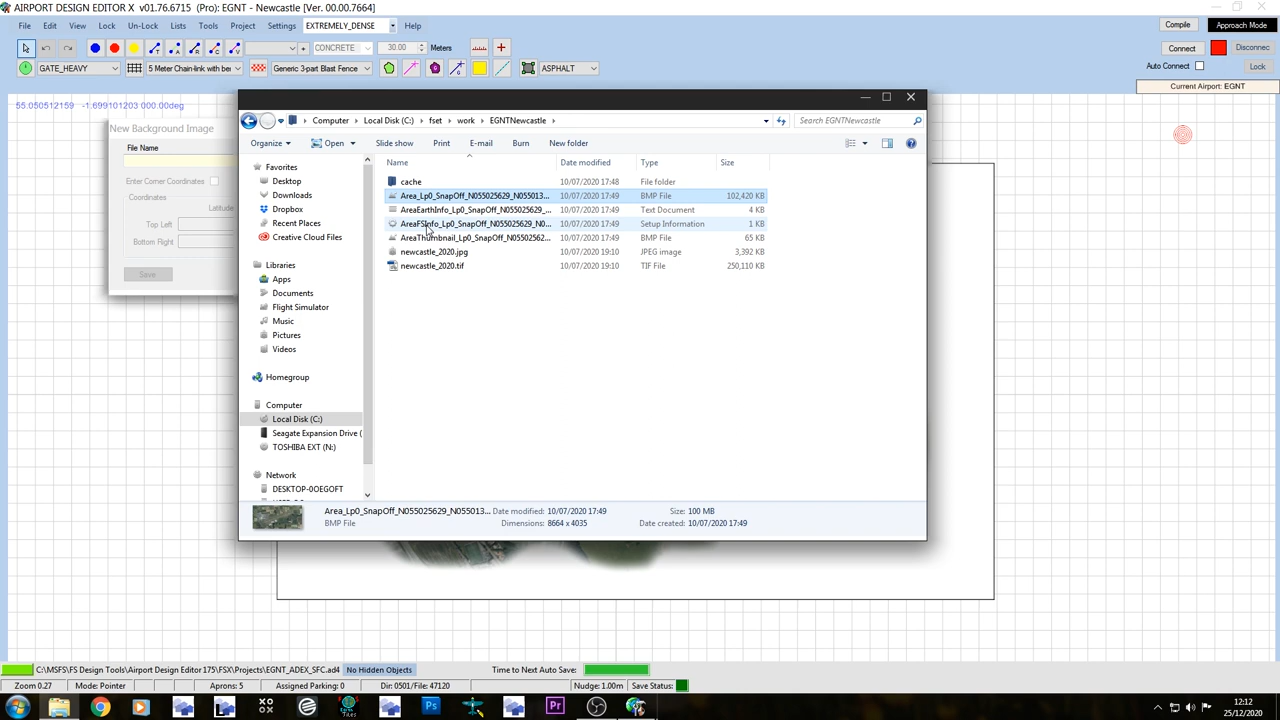 AIRPORT DESIGN EDITOR X v01.76.6715 (Pro): EGNT - Newcastle [Ver. 00.00.7664]
File Edit View Lock Un-Lock Lists Tools Project Settings EXTREMELY_DENSE Help
Compile Approach Mode
CONCRETE 30.00 Meters
Connect Disconnec
GATE_HEAVY 5 Meter Chain-link with be Generic 3-part Blast Fence ASPHALT
Auto Connect Lock
Current Airport: EGNT
55.050512159 -1.699101203 000.00deg
New Background Image
File Name
Enter Corner Coordinates
Coordinates
Latitude
Top Left
Bottom Right
Save
Computer Local Disk (C:) fset work EGNTNewcastle Search EGNTNewcastle
Organize Open Slide show Print E-mail Burn New folder
Favorites
Desktop
Downloads
Dropbox
Recent Places
Creative Cloud Files
Libraries
Apps
Documents
Flight Simulator
Music
Pictures
Videos
Homegroup
Computer
Local Disk (C:)
Seagate Expansion Drive (
TOSHIBA EXT (N:)
Network
DESKTOP-0OEGOFT
Name Date modified Type Size
cache 10/07/2020 17:48 File folder
Area_Lp0_SnapOff_N055025629_N055013... 10/07/2020 17:49 BMP File 102,420 KB
AreaEarthInfo_Lp0_SnapOff_N055025629_... 10/07/2020 17:49 Text Document 4 KB
AreaFSInfo_Lp0_SnapOff_N055025629_N0... 10/07/2020 17:49 Setup Information 1 KB
AreaThumbnail_Lp0_SnapOff_N05502562... 10/07/2020 17:49 BMP File 65 KB
newcastle_2020.jpg 10/07/2020 19:10 JPEG image 3,392 KB
newcastle_2020.tif 10/07/2020 19:10 TIF File 250,110 KB
Area_Lp0_SnapOff_N055025629_N055013... Date modified: 10/07/2020 17:49 Size: 100 MB
BMP File Dimensions: 8664 x 4035 Date created: 10/07/2020 17:49
C:\MSFS\FS Design Tools\Airport Design Editor 175\FSX\Projects\EGNT_ADEX_SFC.ad4 No Hidden Objects Time to Next Auto Save:
Zoom 0.27 Mode: Pointer Aprons: 5 Assigned Parking: 0 Dir: 0501/File: 47120 Nudge: 1.00m Save Status:
Ps Pr
12:12
25/12/2020